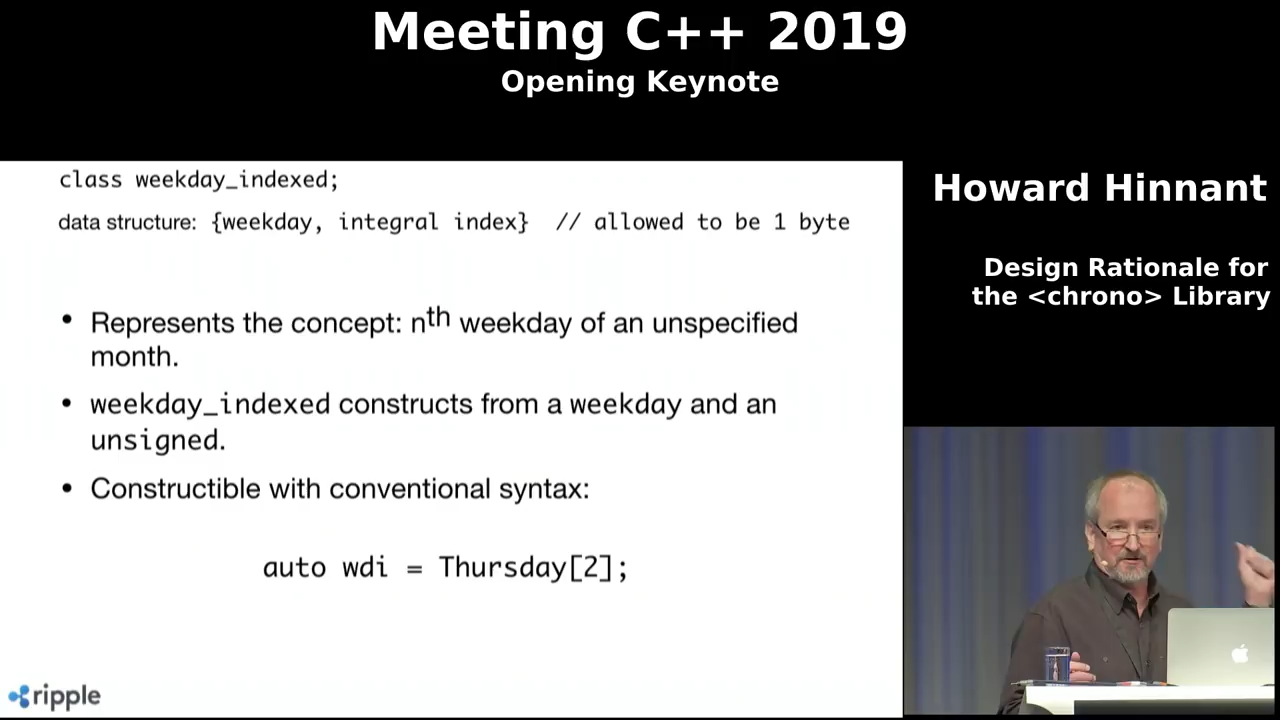 Meeting C++ 2019
Opening Keynote
class weekday_indexed;
data structure: {weekday, integral index} // allowed to be 1 byte
• Represents the concept: nth weekday of an unspecified
month.
• weekday_indexed constructs from a weekday and an
unsigned.
• Constructible with conventional syntax:
auto wdi = Thursday[2];
ripple
Howard Hinnant
Design Rationale for
the <chrono> Library